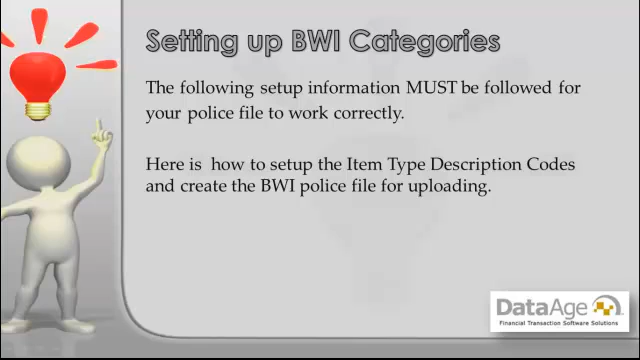 Setting up BWI Categories
The following setup information MUST be followed for
your police file to work correctly.
Here is how to setup the Item Type Description Codes
and create the BWI police file for uploading.
DataAge
Financial Transaction Software Solutions